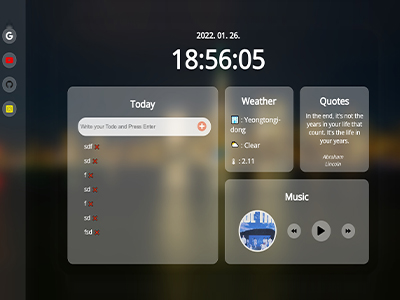 2022. 01. 26.
18:56:05
Today
Write your Todo and Press Enter
sdf
sd
f
sd
f
sd
fsd
Weather
: Yeongtongi-
dong
: Clear
: 2.11
Quotes
In the end, it's not the
years in your life that
count. It's the life in
your years.
Abraham
Lincoln
Music
G